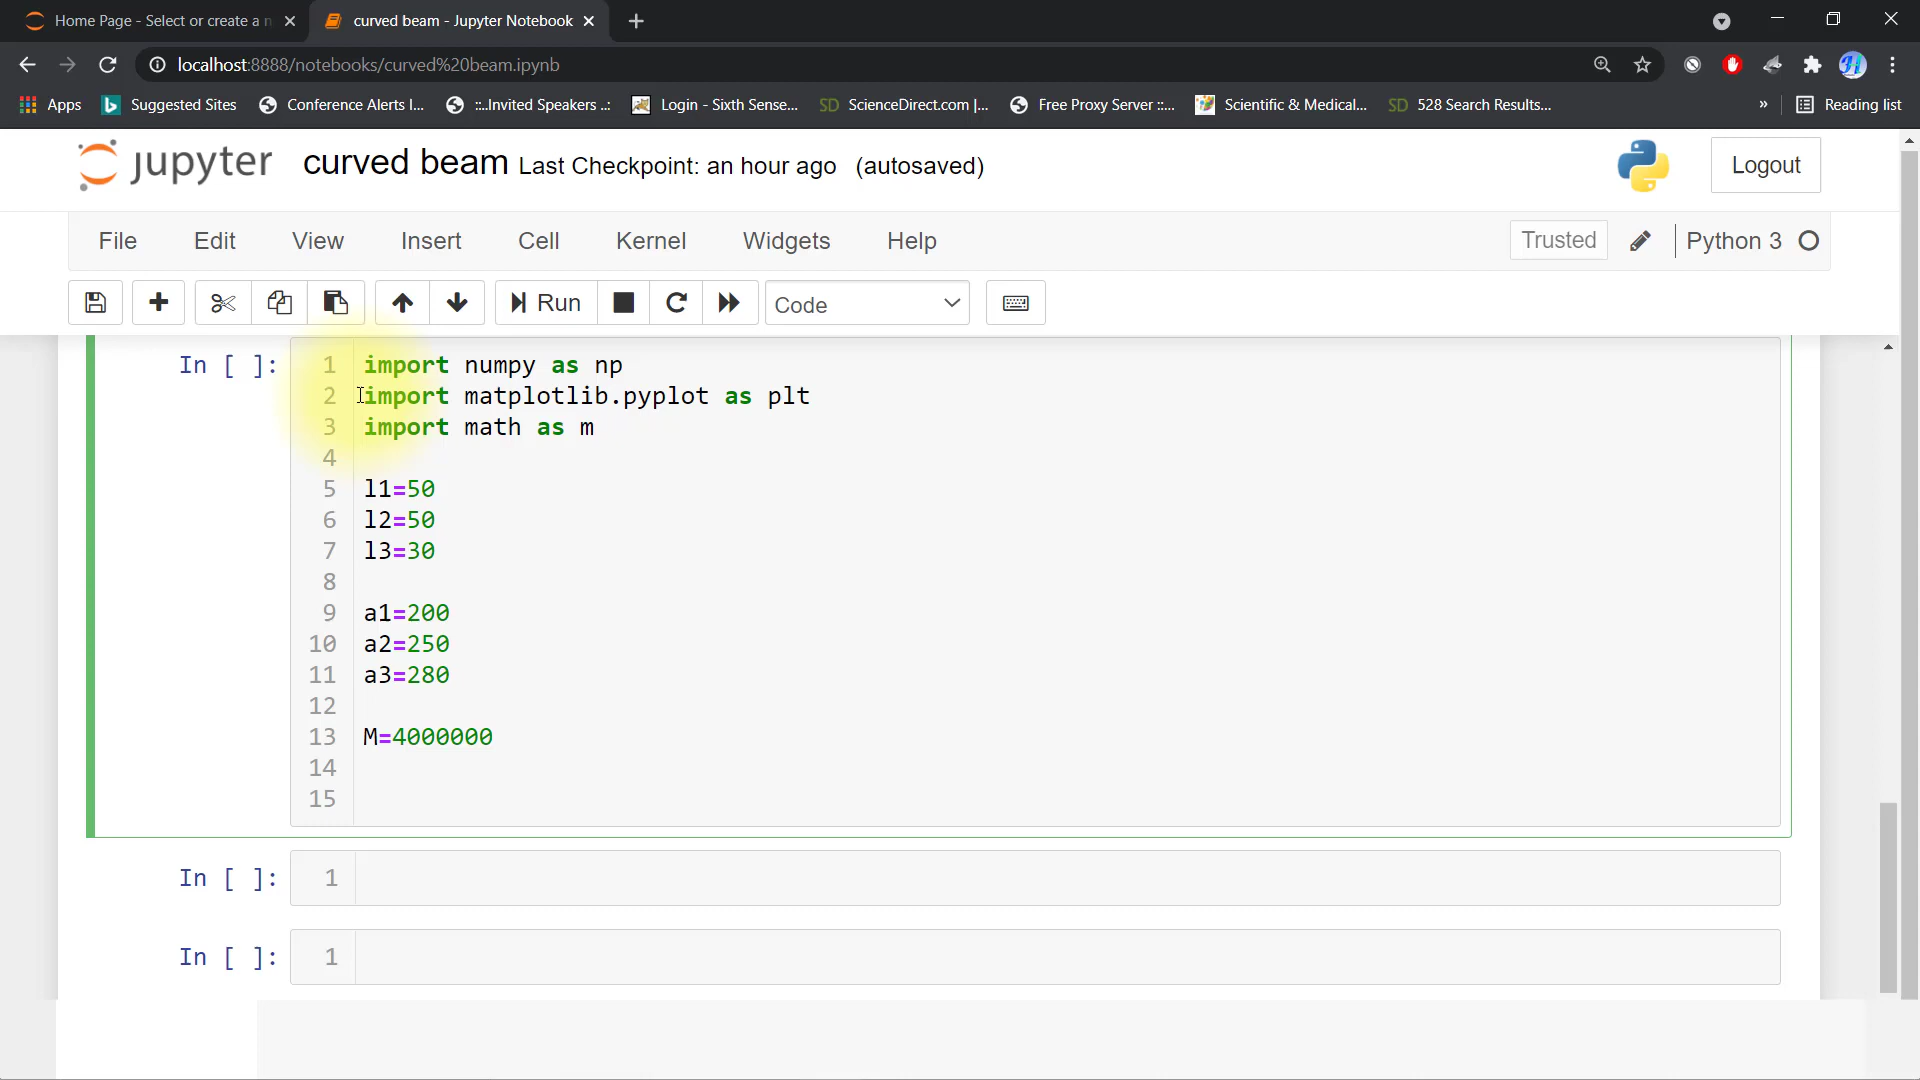 Home Page - Select or create a n
curved beam - Jupyter Notebook
localhost:8888/notebooks/curved%20beam.ipynb
Apps
Suggested Sites
Conference Alerts I...
::..Invited Speakers ..:
Login - Sixth Sense...
SD ScienceDirect.com |...
Free Proxy Server ::...
Scientific & Medical...
SD 528 Search Results...
»
Reading list
jupyter curved beam Last Checkpoint: an hour ago (autosaved)
Logout
File Edit View Insert Cell Kernel Widgets Help
Trusted
Python 3
Run
Code
In [ ]:
1 import numpy as np
2 import matplotlib.pyplot as plt
3 import math as m
4
5 l1=50
6 l2=50
7 l3=30
8
9 a1=200
10 a2=250
11 a3=280
12
13 M=4000000
14
15
In [ ]: 1
In [ ]: 1